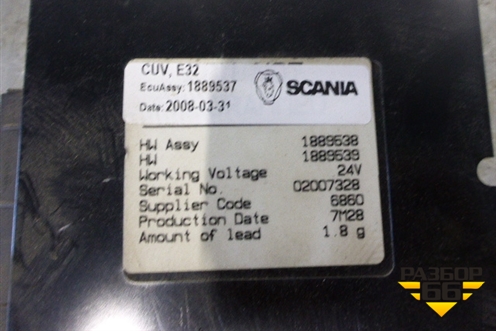 CUV, E32
EcuAssy: 1889537
SCANIA
Date: 2008-03-31
HW Assy 1889538
HW 1889539
Working Voltage 24V
Serial No. 02007328
Supplier Code 6860
Production Date 7M28
Amount of lead 1.8 g
РАЗБОР
66